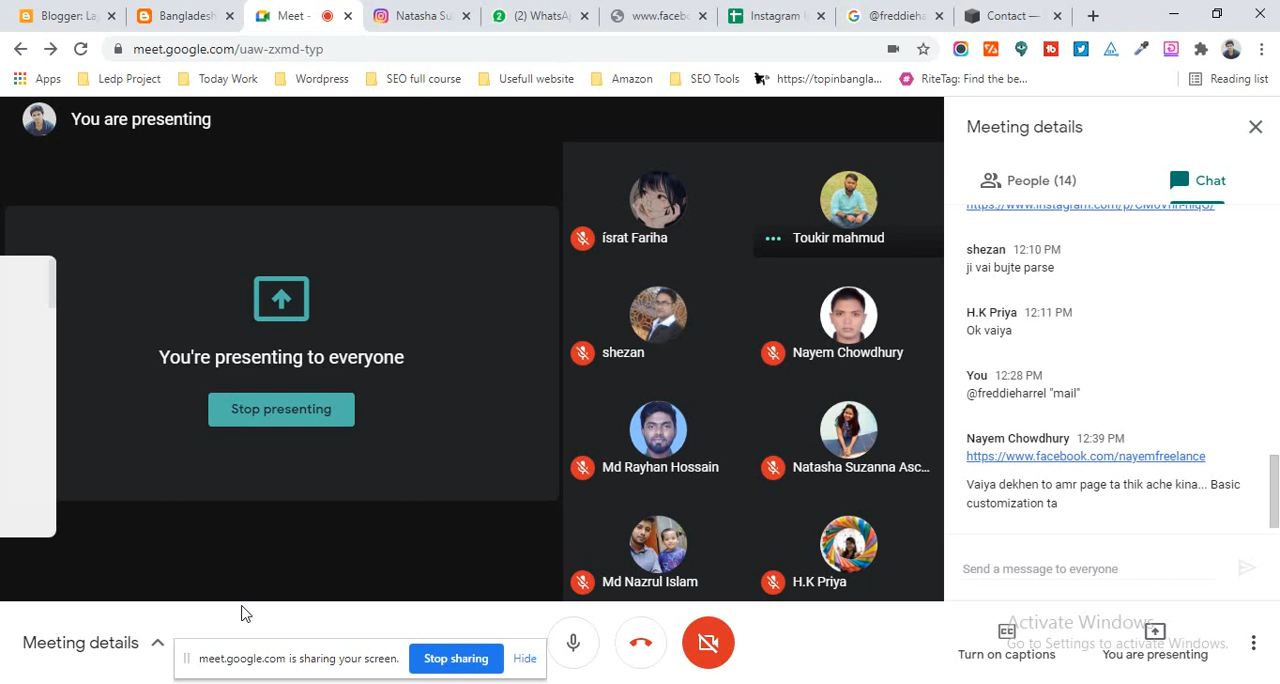 Blogger: La
Bangladesh
Meet -
Natasha Su
(2) WhatsA
www.faceb
Instagram
@freddieha
Contact —
meet.google.com/uaw-zxmd-typ
Apps
Ledp Project
Today Work
Wordpress
SEO full course
Usefull website
Amazon
SEO Tools
https://topinbangla...
RiteTag: Find the be...
Reading list
You are presenting
You're presenting to everyone
Stop presenting
ísrat Fariha
Toukir mahmud
shezan
Nayem Chowdhury
Md Rayhan Hossain
Natasha Suzanna Asc...
Md Nazrul Islam
H.K Priya
Meeting details
People (14)
Chat
shezan 12:10 PM
ji vai bujte parse
H.K Priya 12:11 PM
Ok vaiya
You 12:28 PM
@freddieharrel "mail"
Nayem Chowdhury 12:39 PM
https://www.facebook.com/nayemfreelance
Vaiya dekhen to amr page ta thik ache kina... Basic
customization ta
Send a message to everyone
Meeting details
meet.google.com is sharing your screen.
Stop sharing
Hide
Activate Windows
Go to Settings to activate Windows.
Turn on captions
You are presenting